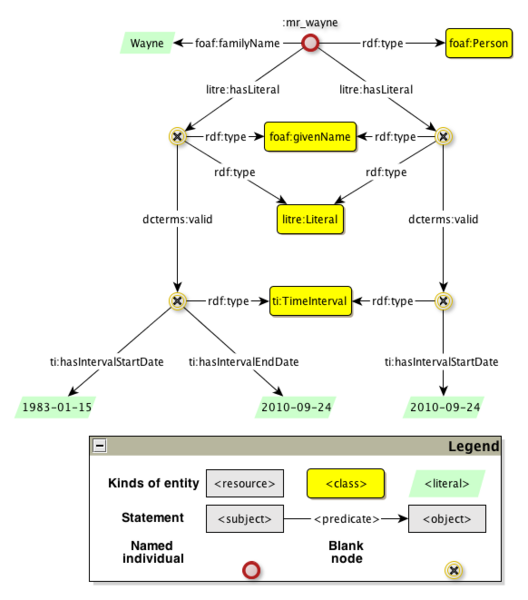 :mr_wayne
Wayne foaf:familyName rdf:type foaf:Person
litre:hasLiteral litre:hasLiteral
rdf:type foaf:givenName rdf:type
rdf:type rdf:type
dcterms:valid litre:Literal dcterms:valid
rdf:type ti:TimeInterval rdf:type
ti:hasIntervalStartDate ti:hasIntervalEndDate ti:hasIntervalStartDate
1983-01-15 2010-09-24 2010-09-24
Legend
Kinds of entity <resource> <class> <literal>
Statement <subject> <predicate> <object>
Named Blank
individual node